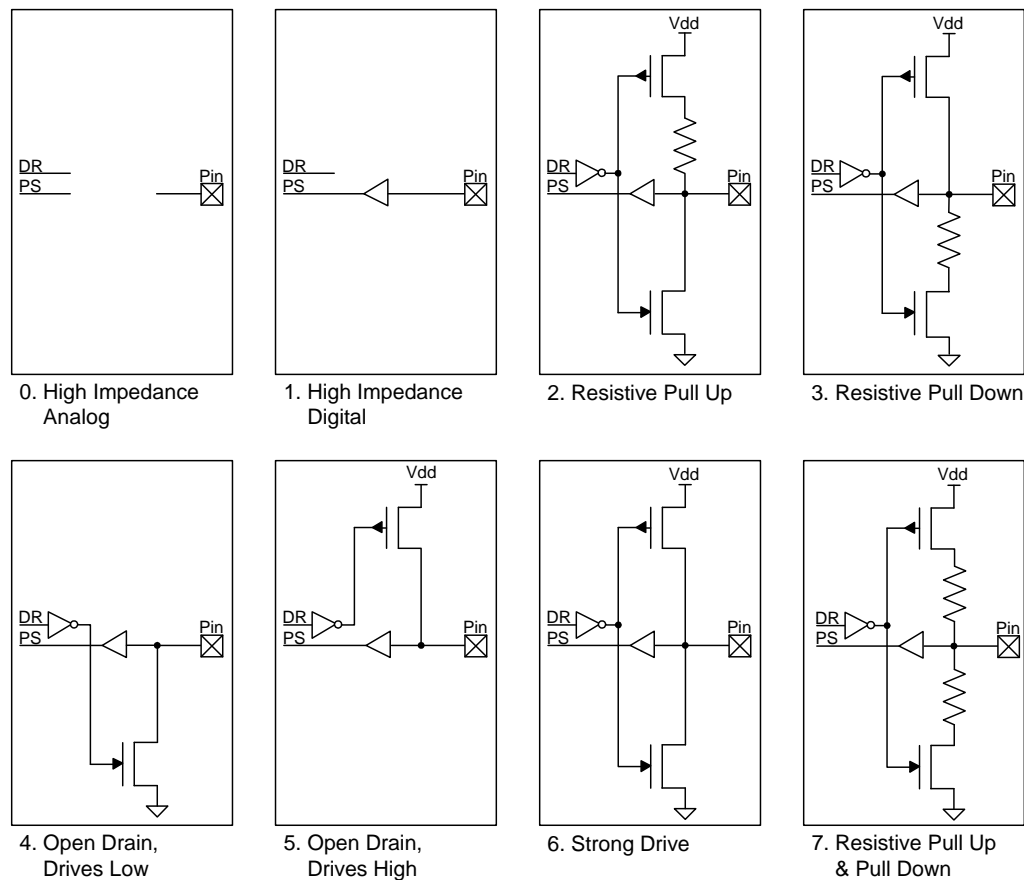 Vdd
Vdd
DR
PS
Pin
DR
PS
Pin
DR
PS
Pin
DR
PS
Pin
0. High Impedance
Analog
1. High Impedance
Digital
2. Resistive Pull Up
3. Resistive Pull Down
Vdd
Vdd
Vdd
DR
PS
Pin
DR
PS
Pin
DR
PS
Pin
DR
PS
Pin
4. Open Drain,
Drives Low
5. Open Drain,
Drives High
6. Strong Drive
7. Resistive Pull Up
& Pull Down